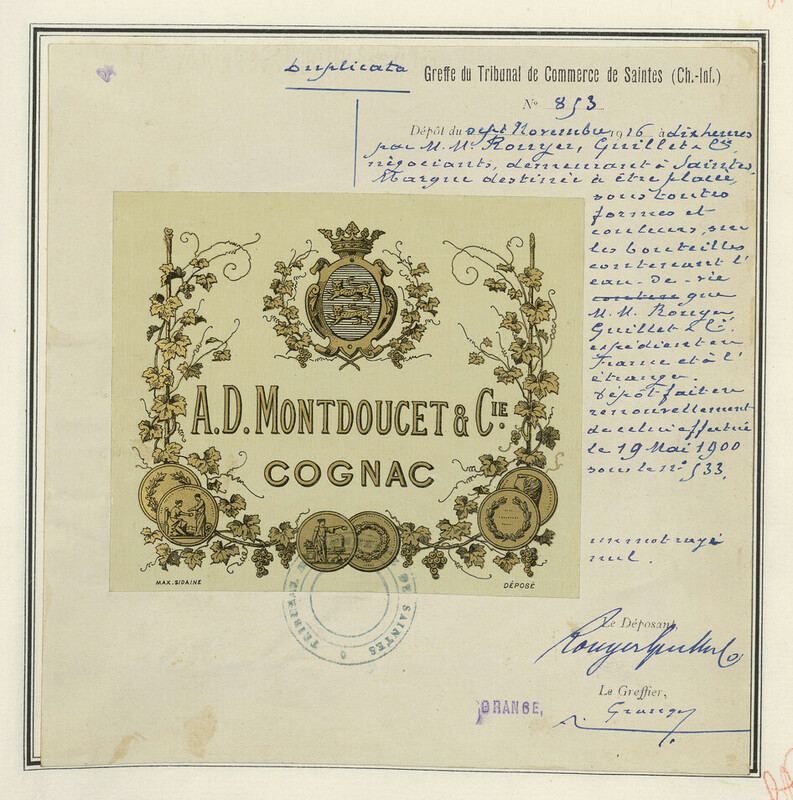 Duplicata Greffe du Tribunal de Commerce de Saintes (Ch.-Inf.)
N° 853
Dépôt du sept Novembre 1916 à dix heures
par M. M. Rouyer, Guillet & Cie
négociants, demeurant à Saintes.
Marque destinée à être placée,
sous toutes
formes et
couleurs, sur
les bouteilles
contenant l'
eau-de-vie
que
M. M. Rouyer
Guillet & Cie
expédient en
France et à l'
étranger.
Dépôt fait en
renouvellement
de celui effectué
le 19 Mai 1900
sous le n° 533.
un mot rayé
nul.
A.D. MONTDOUCET & CIE.
COGNAC
MAX. SIDAINE
DÉPOSÉ
DE SAINTES
Le Déposant
Rouyer Guillet & Co
Le Greffier,
GRANGE,
Grange